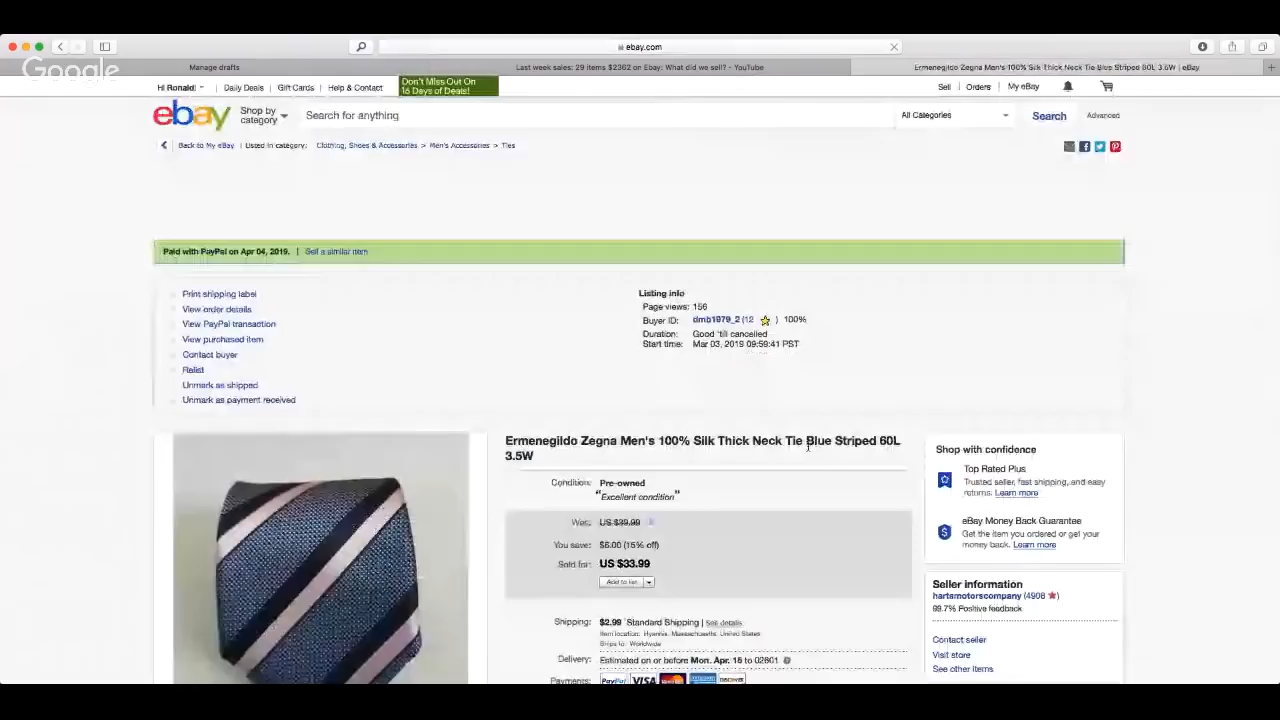 ebay.com
Google
Manage drafts
Last week sales: 29 items $2362 on Ebay: What did we sell? - YouTube
Ermenegildo Zegna Men's 100% Silk Thick Neck Tie Blue Striped 60L 3.5W | eBay
Hi Ronald!
Daily Deals
Gift Cards
Help & Contact
Don't Miss Out On
16 Days of Deals!
Sell
Orders
My eBay
ebay
Shop by
category
Search for anything
All Categories
Search
Advanced
Back to My eBay | Listed in category: Clothing, Shoes & Accessories > Men's Accessories > Ties
Paid with PayPal on Apr 04, 2019. | Sell a similar item
Print shipping label
View order details
View PayPal transaction
View purchased item
Contact buyer
Relist
Unmark as shipped
Unmark as payment received
Listing info
Page views: 156
Buyer ID: dmb1979_2 (12 ) 100%
Duration: Good 'till cancelled
Start time: Mar 03, 2019 09:59:41 PST
Ermenegildo Zegna Men's 100% Silk Thick Neck Tie Blue Striped 60L
3.5W
Condition: Pre-owned
"Excellent condition"
Was: US $39.99
You save: $6.00 (15% off)
Sold for: US $33.99
Add to list
Shipping: $2.99 Standard Shipping | See details
Item location: Hyannis, Massachusetts, United States
Ships to: Worldwide
Delivery: Estimated on or before Mon. Apr. 15 to 02601
Payments: PayPal VISA MasterCard DISCOVER
Shop with confidence
Top Rated Plus
Trusted seller, fast shipping, and easy
returns. Learn more
eBay Money Back Guarantee
Get the item you ordered or get your
money back. Learn more
Seller information
hartsmotorscompany (4908 )
99.7% Positive feedback
Contact seller
Visit store
See other items